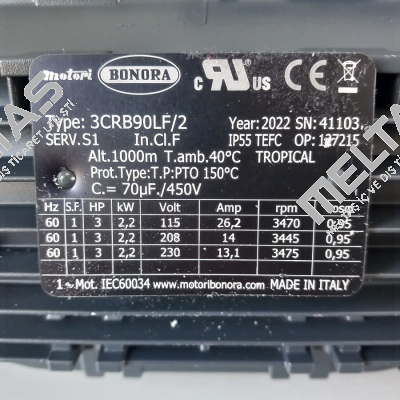 motori BONORA c UR US
Type: 3CRB90LF/2 Year: 2022 SN: 41103
SERV. S1 In.Cl.F IP55 TEFC OP: 127215
Alt.1000m T.amb.40°C TROPICAL
Prot.Type: T.P:PTO 150°C
C.= 70µF./450V
Hz S.F. HP kW Volt Amp rpm cosφ
60 1 3 2,2 115 26,2 3470 0,95
60 1 3 2,2 208 14 3445 0,95
60 1 3 2,2 230 13,1 3475 0,95
1~ Mot. IEC60034 www.motoribonora.com MADE IN ITALY
MELTAS